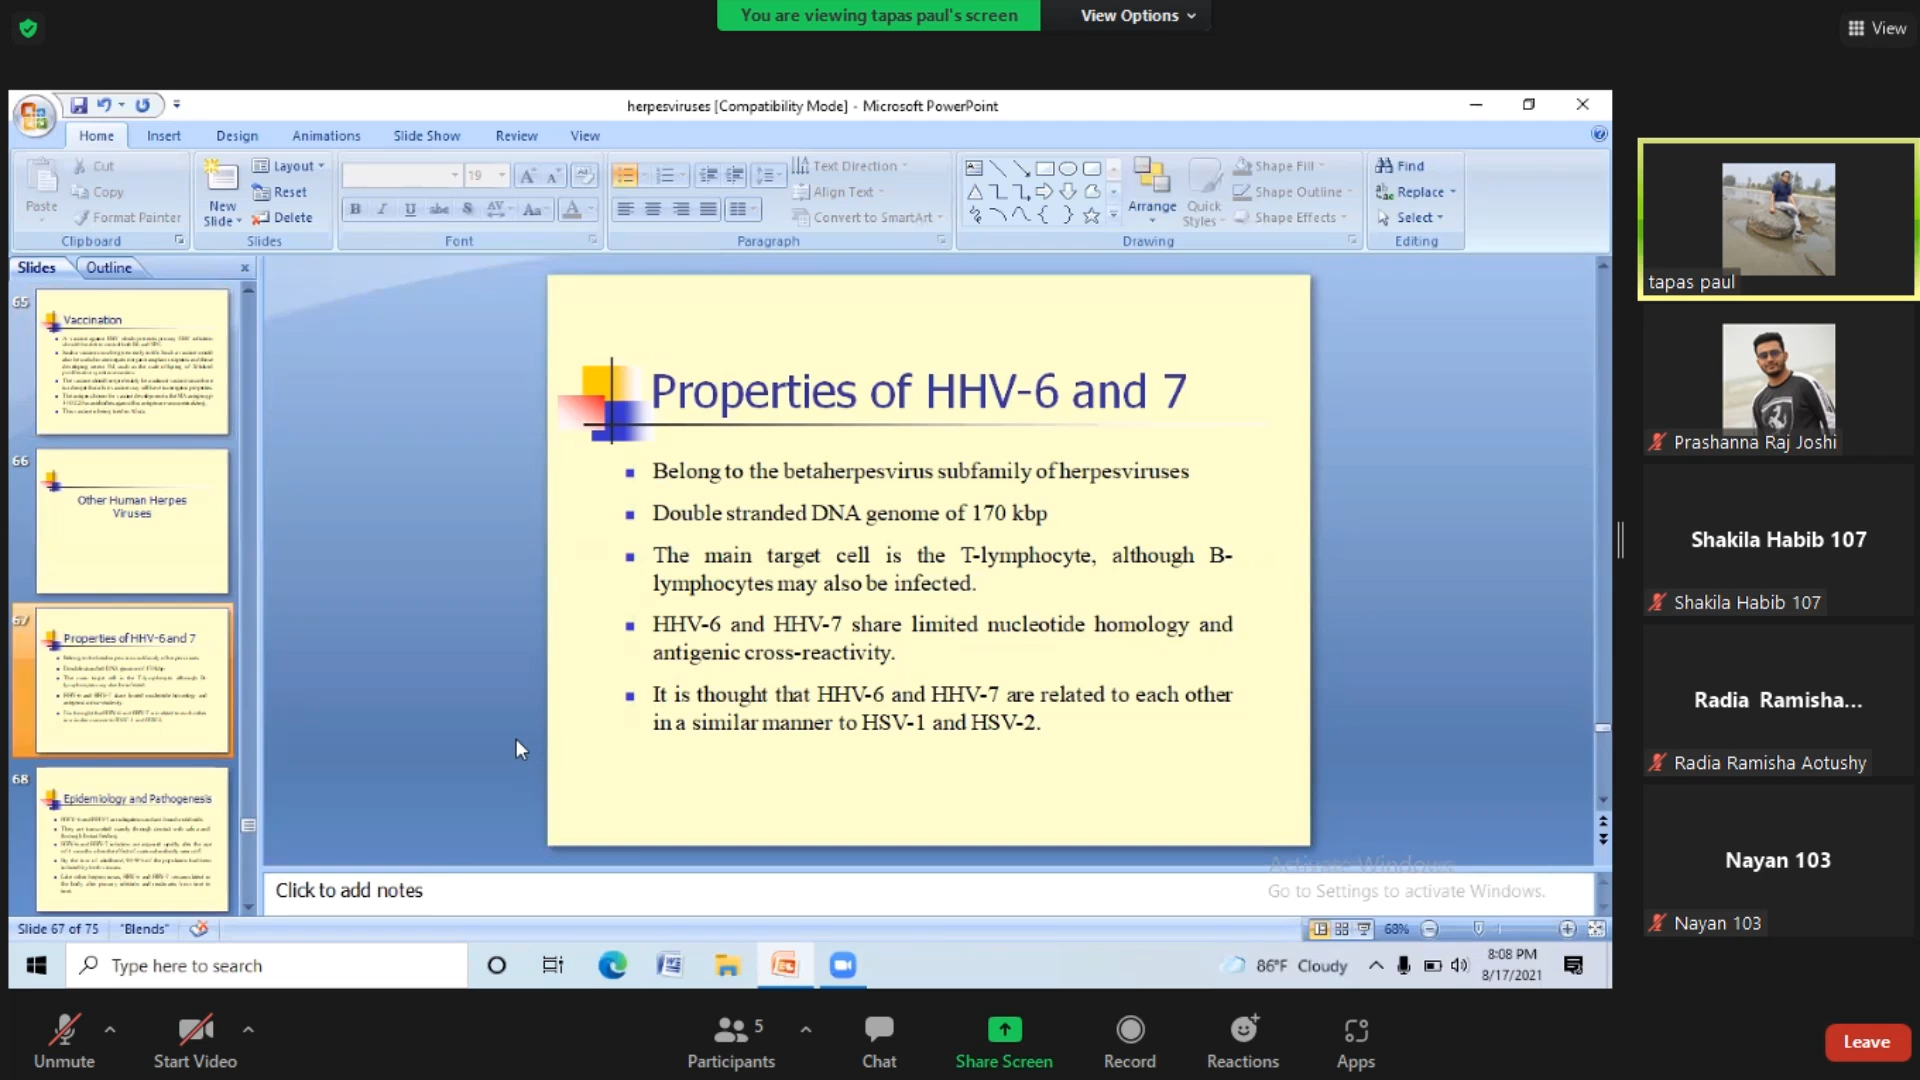 You are viewing tapas paul's screen
View Options
View
herpesviruses [Compatibility Mode] - Microsoft PowerPoint
Home Insert Design Animations Slide Show Review View
Cut
Copy
Format Painter
Paste
Clipboard
New Slide
Layout
Reset
Delete
Slides
19
Font
Text Direction
Align Text
Convert to SmartArt
Paragraph
Arrange
Quick Styles
Shape Fill
Shape Outline
Shape Effects
Drawing
Find
Replace
Select
Editing
Slides Outline
65
Vaccination
66
Other Human Herpes
Viruses
67
Properties of HHV-6 and 7
68
Epidemiology and Pathogenesis
Properties of HHV-6 and 7
Belong to the betaherpesvirus subfamily of herpesviruses
Double stranded DNA genome of 170 kbp
The main target cell is the T-lymphocyte, although B-
lymphocytes may also be infected.
HHV-6 and HHV-7 share limited nucleotide homology and
antigenic cross-reactivity.
It is thought that HHV-6 and HHV-7 are related to each other
in a similar manner to HSV-1 and HSV-2.
Click to add notes
Activate Windows
Go to Settings to activate Windows.
Slide 67 of 75 "Blends"
68%
Type here to search
86°F Cloudy
8:08 PM
8/17/2021
tapas paul
Prashanna Raj Joshi
Shakila Habib 107
Shakila Habib 107
Radia Ramisha...
Radia Ramisha Aotushy
Nayan 103
Nayan 103
Unmute
Start Video
5
Participants
Chat
Share Screen
Record
Reactions
Apps
Leave